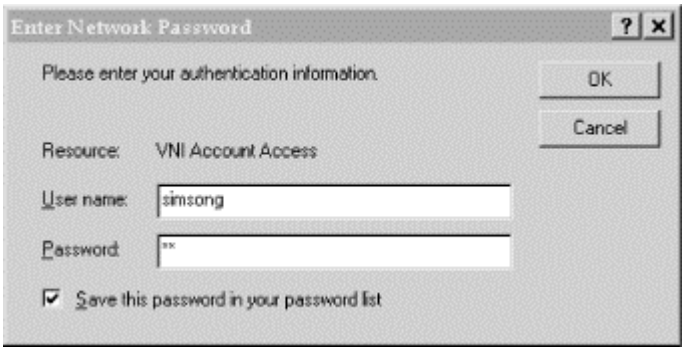 Enter Network Password
? x
Please enter your authentication information.
OK
Cancel
Resource: VNI Account Access
User name: simsong
Password: **
Save this password in your password list